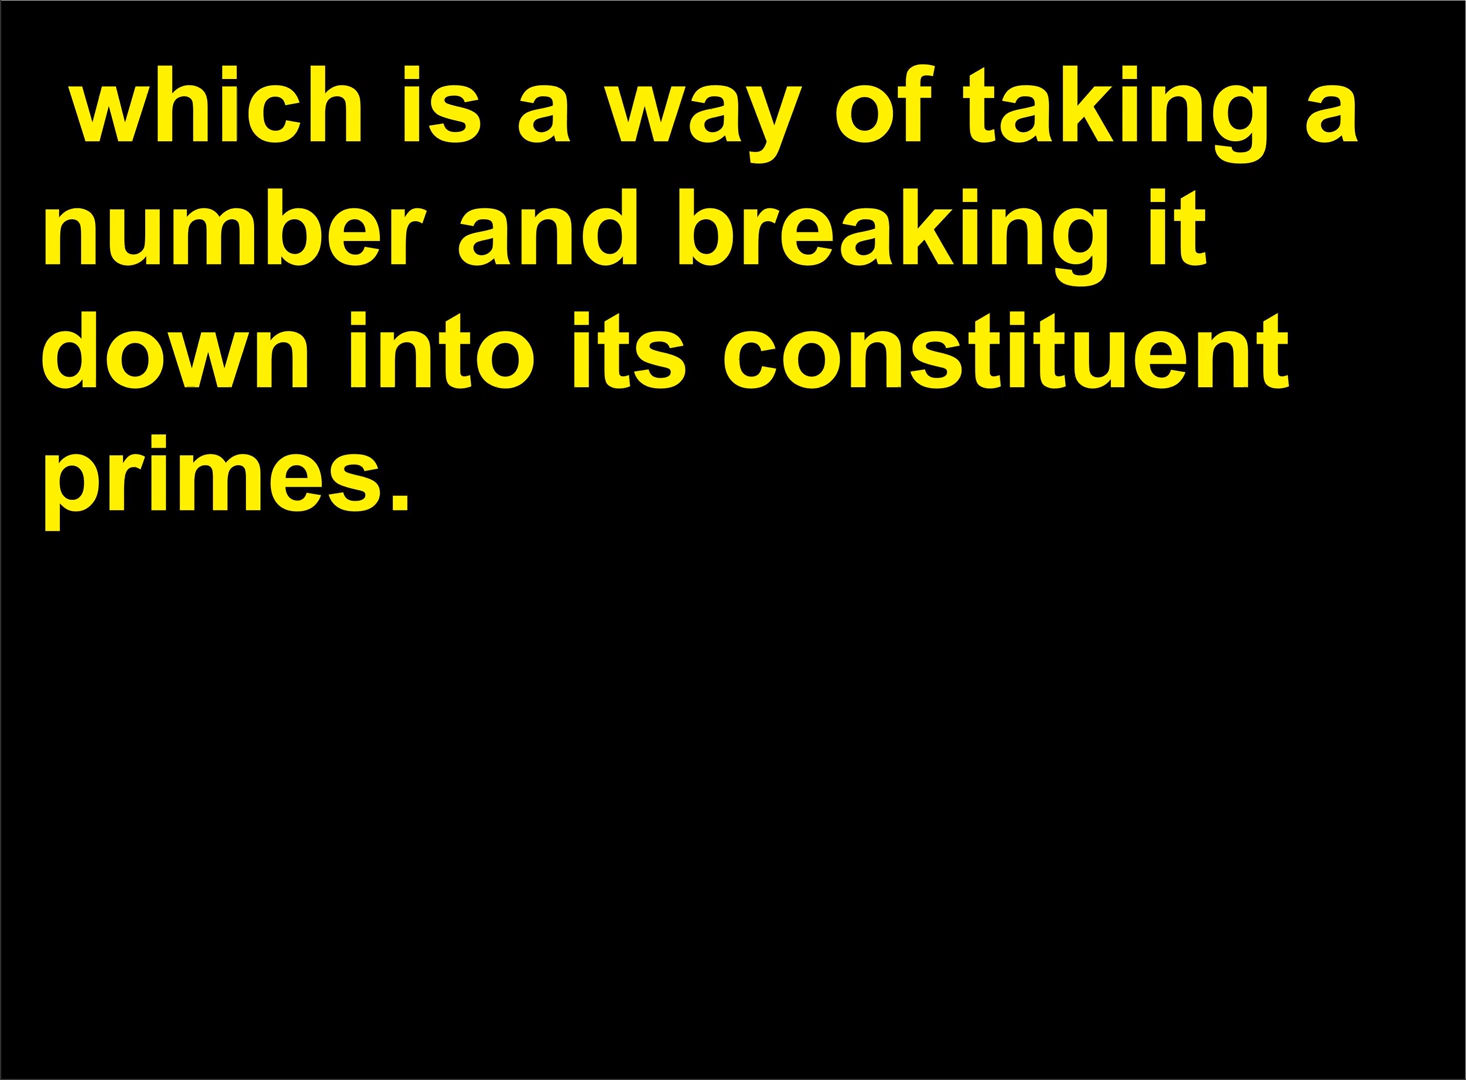 which is a way of taking a
number and breaking it
down into its constituent
primes.